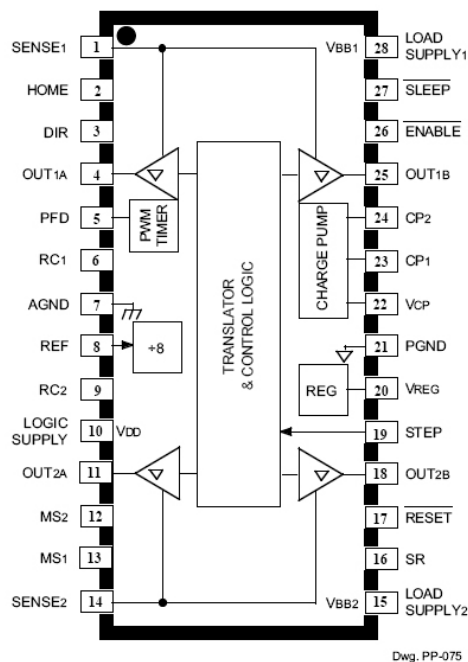 SENSE1 1 VBB1 28 LOAD SUPPLY1
HOME 2 27 SLEEP
DIR 3 26 ENABLE
OUT1A 4 25 OUT1B
PFD 5 PWM TIMER 24 CP2
RC1 6 CHARGE PUMP 23 CP1
AGND 7 22 VCP
TRANSLATOR & CONTROL LOGIC
REF 8 ÷8 21 PGND
RC2 9 REG 20 VREG
LOGIC SUPPLY 10 VDD 19 STEP
OUT2A 11 18 OUT2B
MS2 12 17 RESET
MS1 13 16 SR
SENSE2 14 VBB2 15 LOAD SUPPLY2
Dwg. PP-075